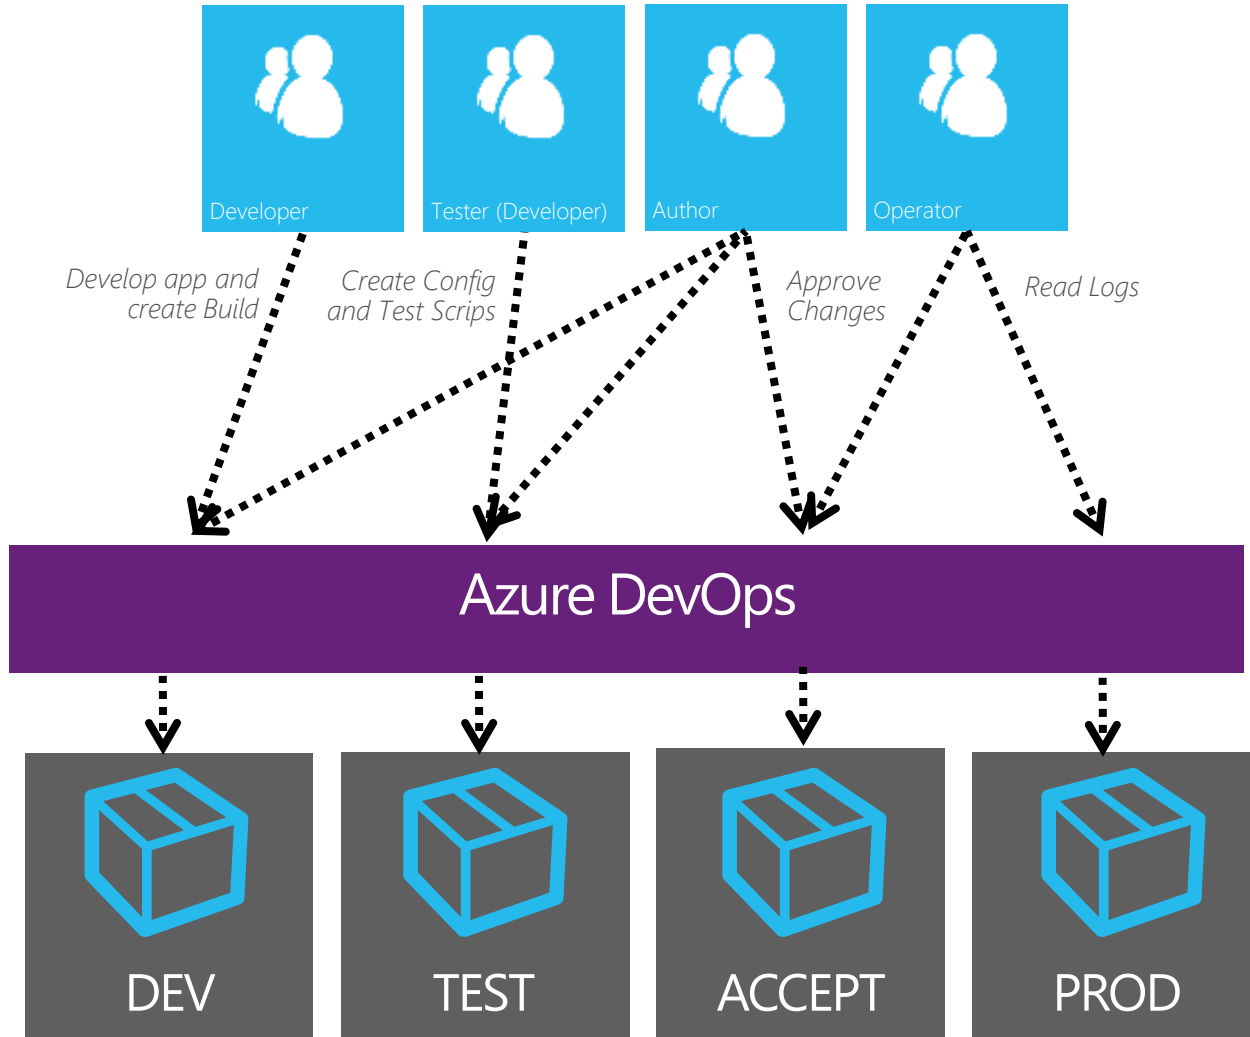 Developer
Tester (Developer)
Author
Operator
Develop app and
create Build
Create Config
and Test Scrips
Approve
Changes
Read Logs
Azure DevOps
DEV
TEST
ACCEPT
PROD